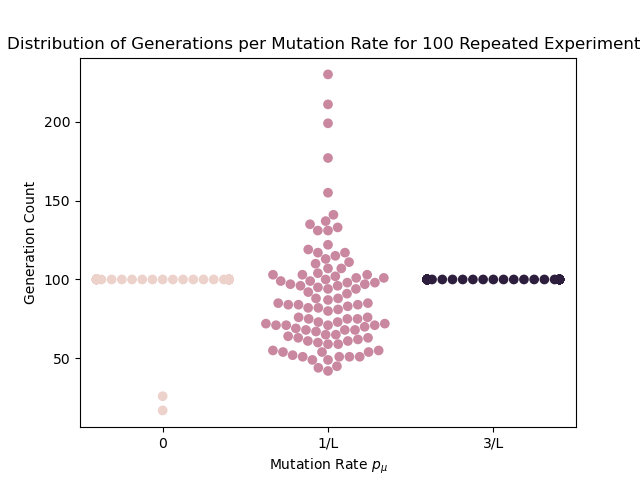 Distribution of Generations per Mutation Rate for 100 Repeated Experiment
Generation Count
200
150
100
50
0 1/L 3/L
Mutation Rate pμ